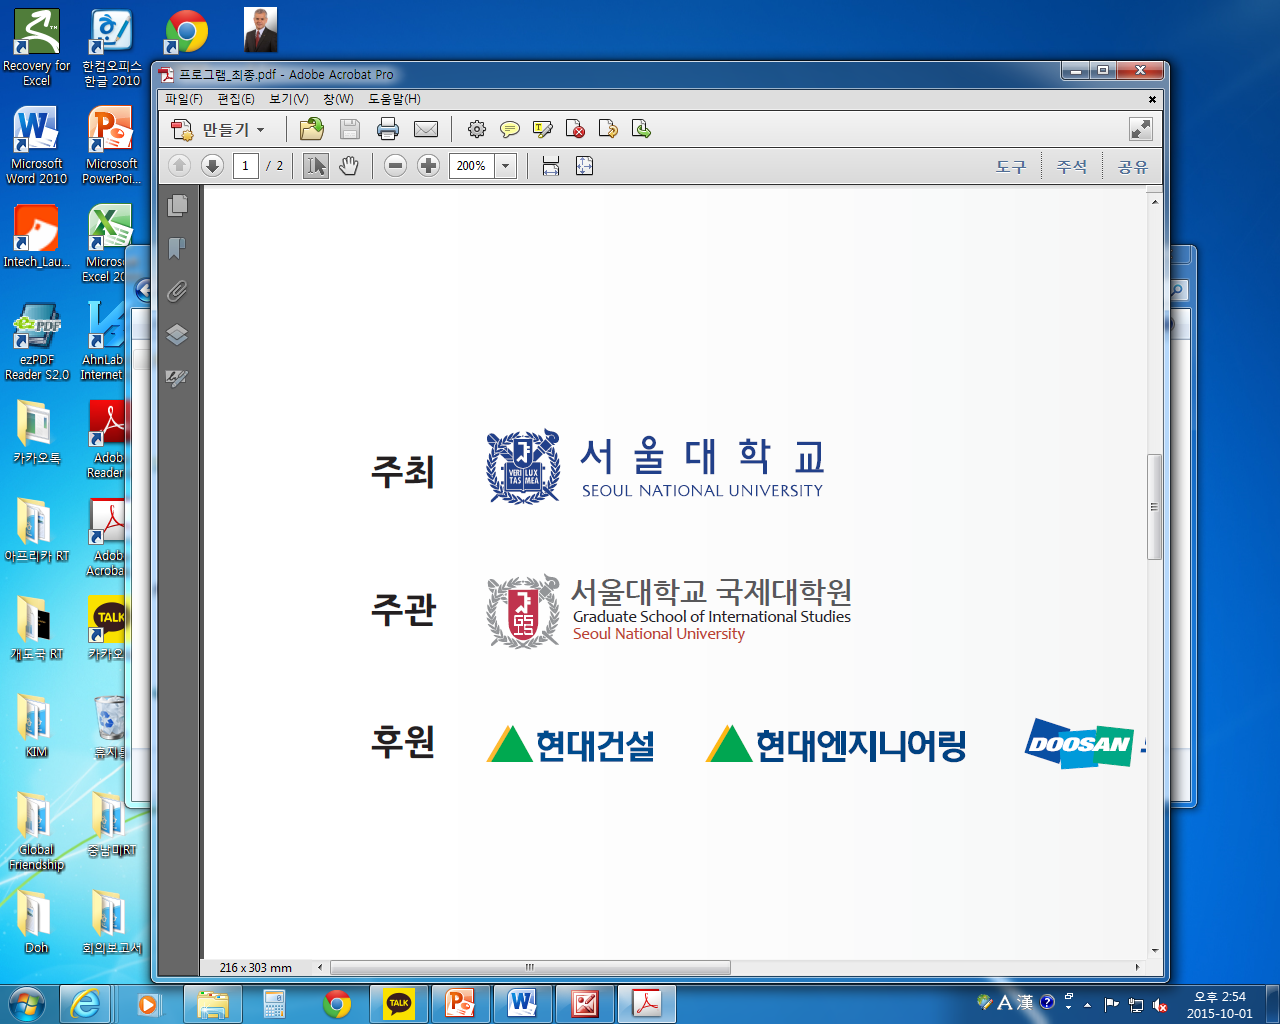 Recovery for
Excel
한컴오피스
한글 2010
프로그램_최종.pdf - Adobe Acrobat Pro
파일(F) 편집(E) 보기(V) 창(W) 도움말(H)
만들기
1 / 2
200%
도구 주석 공유
Microsoft
Word 2010
Microsoft
PowerPoi...
Intech_Lau...
Excel 20
ezPDF
Reader S2.0
AhnLab
Internet
카카오톡
Reader
아프리카 RT
개도국 RT
TALK
KIM
Global
Friendship
중남미RT
Doh
회의보고서
주최
VERI LUX
TAS MEA
서울대학교
SEOUL NATIONAL UNIVERSITY
주관
GSIS
서울대학교 국제대학원
Graduate School of International Studies
Seoul National University
후원
현대건설
현대엔지니어링
DOOSAN
216 x 303 mm
TALK
A 漢
오후 2:54
2015-10-01